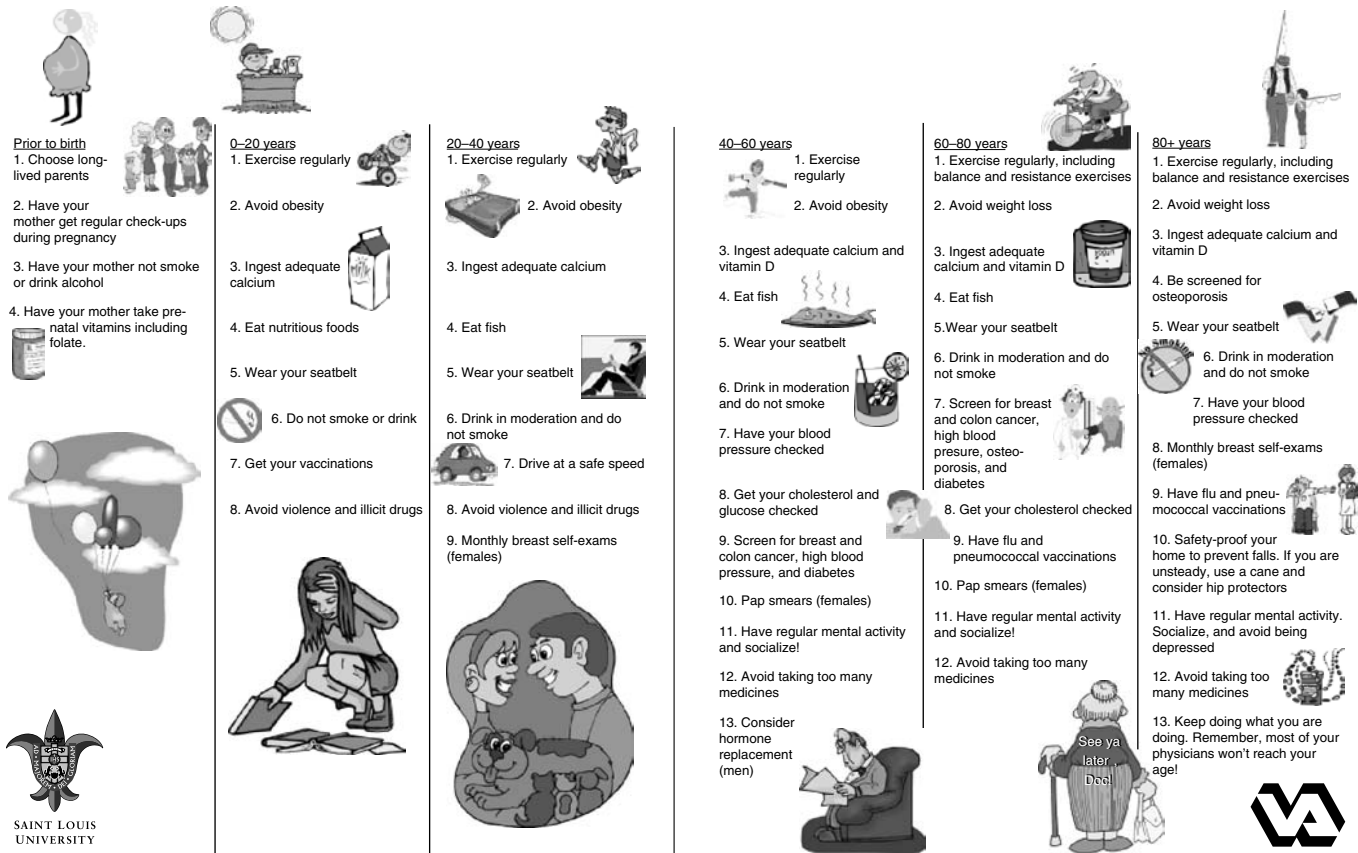 Prior to birth
1. Choose long-
lived parents
2. Have your
mother get regular check-ups
during pregnancy
3. Have your mother not smoke
or drink alcohol
4. Have your mother take pre-
natal vitamins including
folate.
SAINT LOUIS
UNIVERSITY
0–20 years
1. Exercise regularly
2. Avoid obesity
3. Ingest adequate
calcium
milk
4. Eat nutritious foods
5. Wear your seatbelt
6. Do not smoke or drink
7. Get your vaccinations
8. Avoid violence and illicit drugs
20–40 years
1. Exercise regularly
2. Avoid obesity
3. Ingest adequate calcium
4. Eat fish
5. Wear your seatbelt
6. Drink in moderation and do
not smoke
7. Drive at a safe speed
8. Avoid violence and illicit drugs
9. Monthly breast self-exams
(females)
40–60 years
1. Exercise
regularly
2. Avoid obesity
3. Ingest adequate calcium and
vitamin D
4. Eat fish
5. Wear your seatbelt
6. Drink in moderation
and do not smoke
7. Have your blood
pressure checked
8. Get your cholesterol and
glucose checked
9. Screen for breast and
colon cancer, high blood
pressure, and diabetes
10. Pap smears (females)
11. Have regular mental activity
and socialize!
12. Avoid taking too many
medicines
13. Consider
hormone
replacement
(men)
60–80 years
1. Exercise regularly, including
balance and resistance exercises
2. Avoid weight loss
3. Ingest adequate
calcium and vitamin D
yogurt
4. Eat fish
5.Wear your seatbelt
6. Drink in moderation and do
not smoke
7. Screen for breast
and colon cancer,
high blood
presure, osteo-
porosis, and
diabetes
8. Get your cholesterol checked
9. Have flu and
pneumococcal vaccinations
10. Pap smears (females)
11. Have regular mental activity
and socialize!
12. Avoid taking too many
medicines
See ya
later ,
Doc!
80+ years
1. Exercise regularly, including
balance and resistance exercises
2. Avoid weight loss
3. Ingest adequate calcium and
vitamin D
4. Be screened for
osteoporosis
5. Wear your seatbelt
No Smoking
6. Drink in moderation
and do not smoke
7. Have your blood
pressure checked
8. Monthly breast self-exams
(females)
9. Have flu and pneu-
mococcal vaccinations
10. Safety-proof your
home to prevent falls. If you are
unsteady, use a cane and
consider hip protectors
11. Have regular mental activity.
Socialize, and avoid being
depressed
12. Avoid taking too
many medicines
13. Keep doing what you are
doing. Remember, most of your
physicians won't reach your
age!
VA